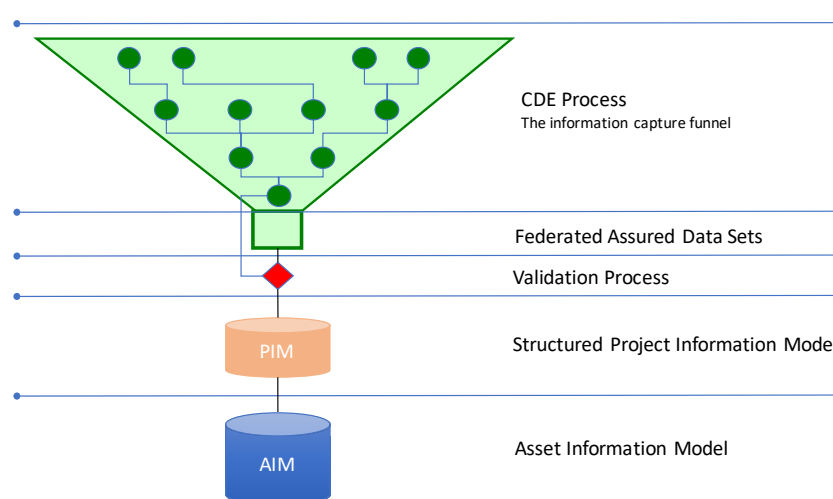 CDE Process
The information capture funnel
Federated Assured Data Sets
Validation Process
PIM
Structured Project Information Model
AIM
Asset Information Model